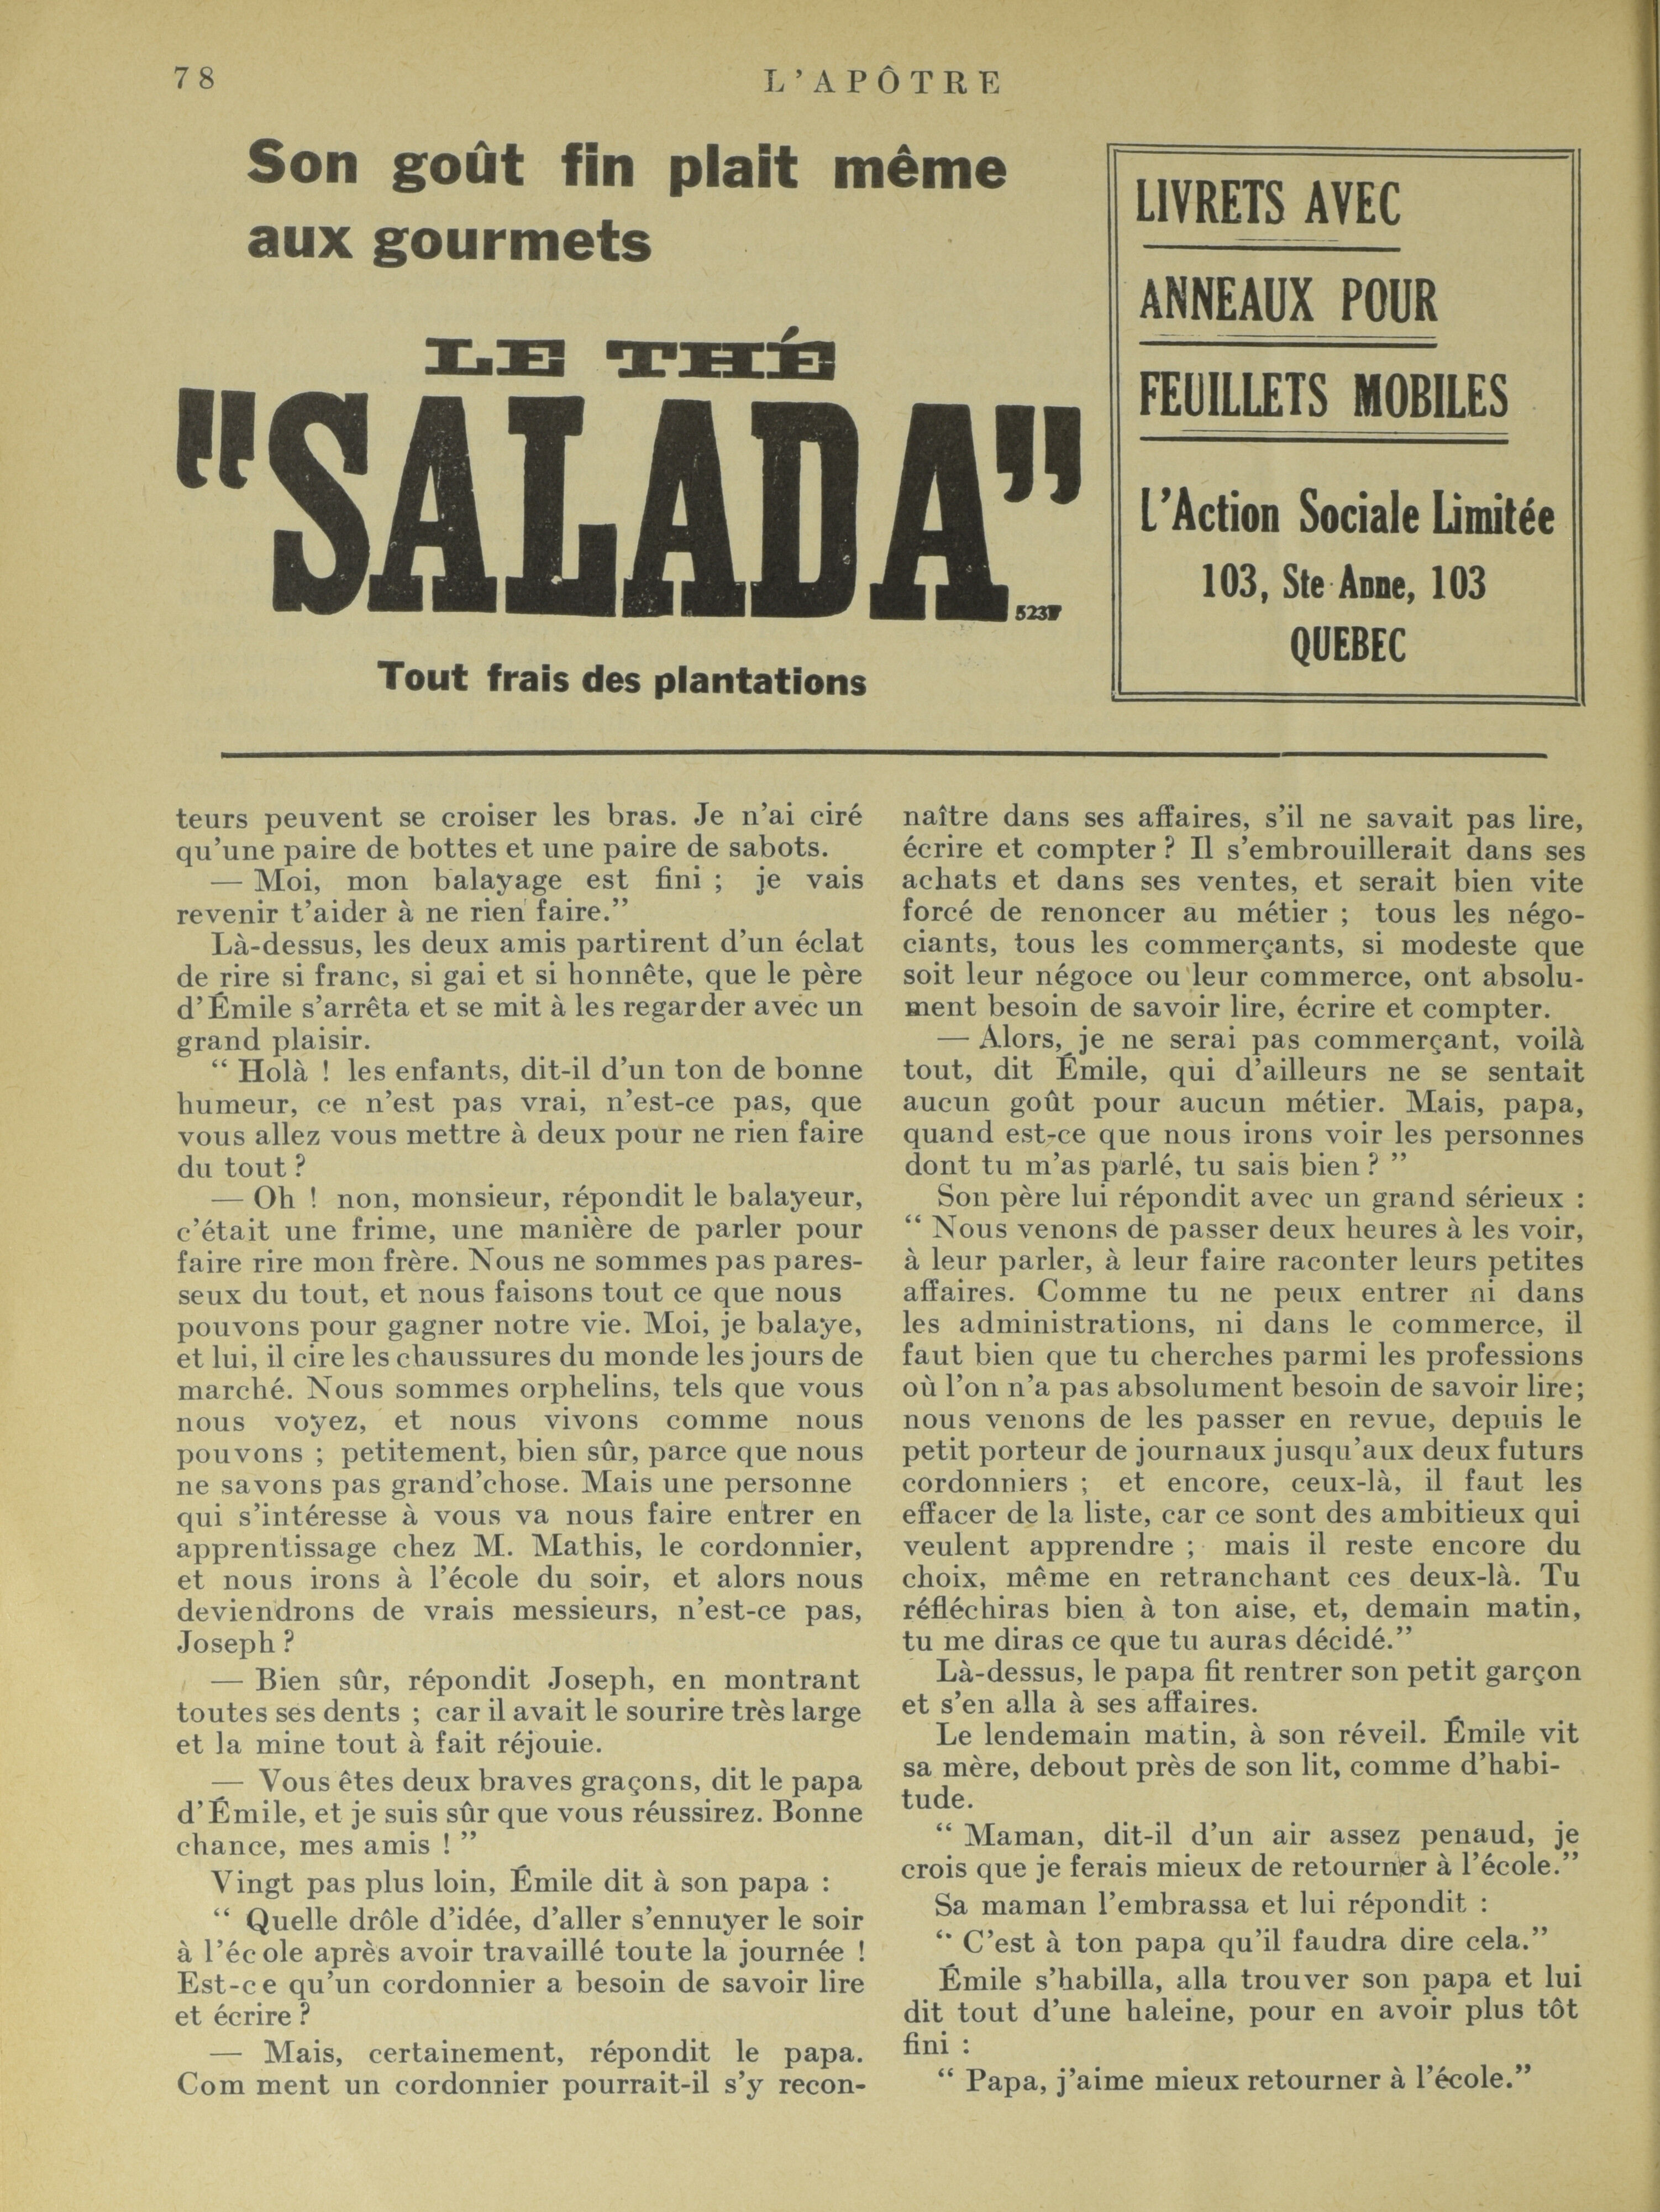 78
L'APÔTRE
Son goût fin plait même
aux gourmets
LE THÉ
"SALADA"
Tout frais des plantations
LIVRETS AVEC
ANNEAUX POUR
FEUILLETS MOBILES
L'Action Sociale Limitée
103, Ste-Anne, 103
QUEBEC
teurs peuvent se croiser les bras. Je n'ai ciré
qu'une paire de bottes et une paire de sabots.
— Moi, mon balayage est fini ; je vais
revenir t'aider à ne rien faire."
Là-dessus, les deux amis partirent d'un éclat
de rire si franc, si gai et si honnête, que le père
d'Émile s'arrêta et se mit à les regarder avec un
grand plaisir.
" Holà ! les enfants, dit-il d'un ton de bonne
humeur, ce n'est pas vrai, n'est-ce pas, que
vous allez vous mettre à deux pour ne rien faire
du tout ?
— Oh ! non, monsieur, répondit le balayeur,
c'était une frime, une manière de parler pour
faire rire mon frère. Nous ne sommes pas pares-
seux du tout, et nous faisons tout ce que nous
pouvons pour gagner notre vie. Moi, je balaye,
et lui, il cire les chaussures du monde les jours de
marché. Nous sommes orphelins, tels que vous
nous voyez, et nous vivons comme nous
pouvons ; petitement, bien sûr, parce que nous
ne savons pas grand'chose. Mais une personne
qui s'intéresse à vous va nous faire entrer en
apprentissage chez M. Mathis, le cordonnier,
et nous irons à l'école du soir, et alors nous
deviendrons de vrais messieurs, n'est-ce pas,
Joseph ?
— Bien sûr, répondit Joseph, en montrant
toutes ses dents ; car il avait le sourire très large
et la mine tout à fait réjouie.
— Vous êtes deux braves graçons, dit le papa
d'Émile, et je suis sûr que vous réussirez. Bonne
chance, mes amis ! "
Vingt pas plus loin, Émile dit à son papa :
" Quelle drôle d'idée, d'aller s'ennuyer le soir
à l'école après avoir travaillé toute la journée !
Est-ce qu'un cordonnier a besoin de savoir lire
et écrire ?
— Mais, certainement, répondit le papa.
Com ment un cordonnier pourrait-il s'y recon-
naître dans ses affaires, s'il ne savait pas lire,
écrire et compter ? Il s'embrouillerait dans ses
achats et dans ses ventes, et serait bien vite
forcé de renoncer au métier ; tous les négo-
ciants, tous les commerçants, si modeste que
soit leur négoce ou leur commerce, ont absolu-
ment besoin de savoir lire, écrire et compter.
— Alors, je ne serai pas commerçant, voilà
tout, dit Émile, qui d'ailleurs ne se sentait
aucun goût pour aucun métier. Mais, papa,
quand est-ce que nous irons voir les personnes
dont tu m'as parlé, tu sais bien ? "
Son père lui répondit avec un grand sérieux :
" Nous venons de passer deux heures à les voir,
à leur parler, à leur faire raconter leurs petites
affaires. Comme tu ne peux entrer ni dans
les administrations, ni dans le commerce, il
faut bien que tu cherches parmi les professions
où l'on n'a pas absolument besoin de savoir lire;
nous venons de les passer en revue, depuis le
petit porteur de journaux jusqu'aux deux futurs
cordonniers ; et encore, ceux-là, il faut les
effacer de la liste, car ce sont des ambitieux qui
veulent apprendre ; mais il reste encore du
choix, même en retranchant ces deux-là. Tu
réfléchiras bien à ton aise, et, demain matin,
tu me diras ce que tu auras décidé."
Là-dessus, le papa fit rentrer son petit garçon
et s'en alla à ses affaires.
Le lendemain matin, à son réveil. Émile vit
sa mère, debout près de son lit, comme d'habi-
tude.
" Maman, dit-il d'un air assez penaud, je
crois que je ferais mieux de retourner à l'école."
Sa maman l'embrassa et lui répondit :
" C'est à ton papa qu'il faudra dire cela."
Émile s'habilla, alla trouver son papa et lui
dit tout d'une haleine, pour en avoir plus tôt
fini :
" Papa, j'aime mieux retourner à l'école."